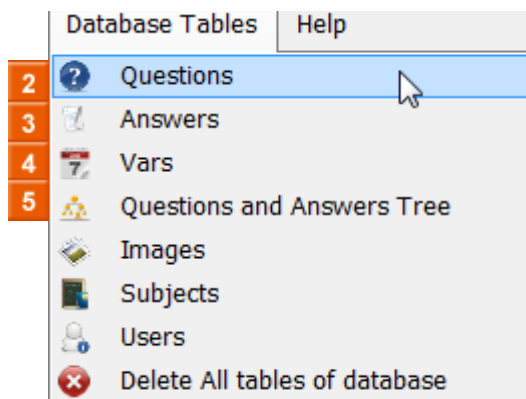 Database Tables Help
2 Questions
3 Answers
4 7 Vars
5 Questions and Answers Tree
Images
Subjects
Users
Delete All tables of database